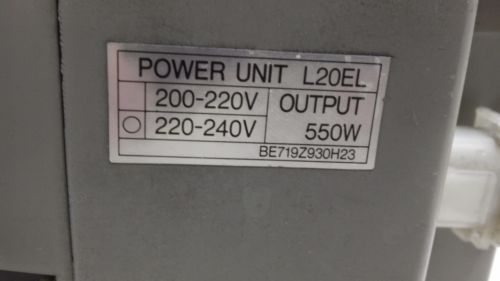 POWER UNIT L20EL
200-220V OUTPUT
220-240V 550W
BE719Z930H23